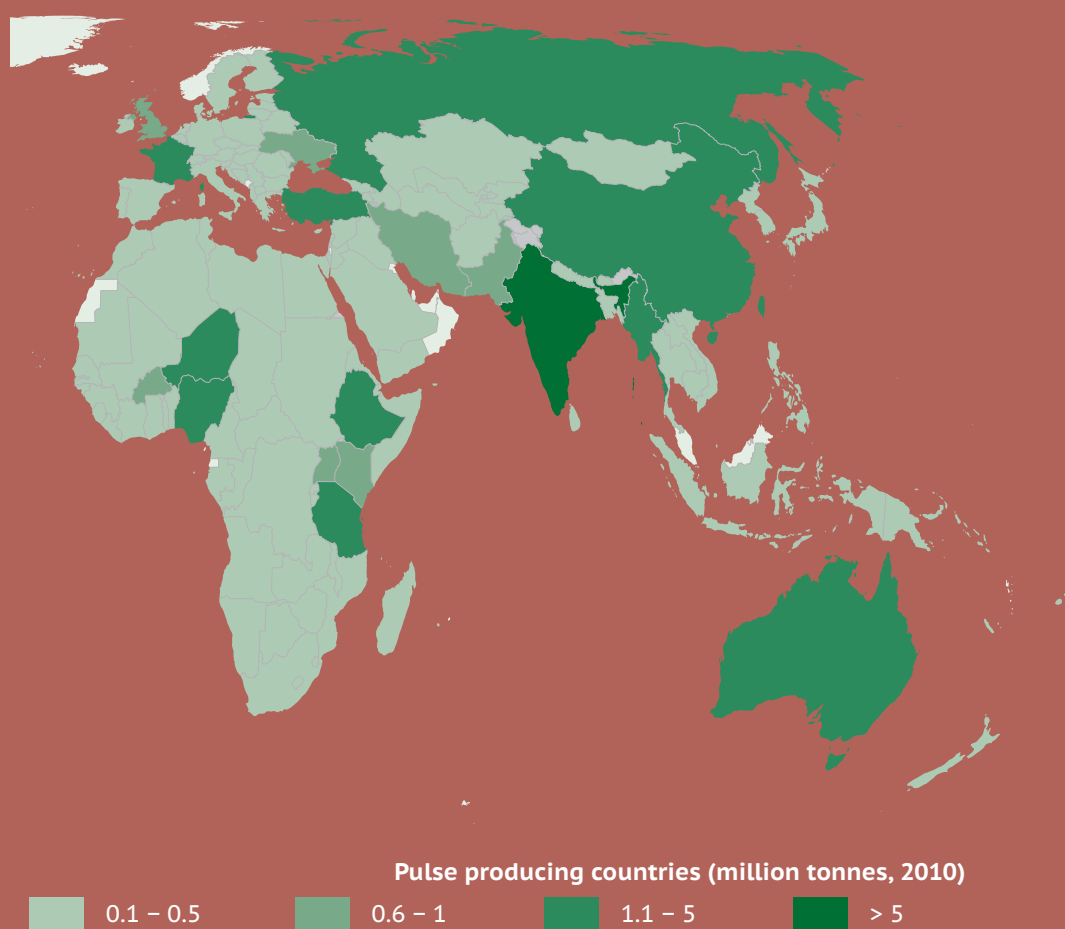 Pulse producing countries (million tonnes, 2010)
0.1 – 0.5 0.6 – 1 1.1 – 5 > 5